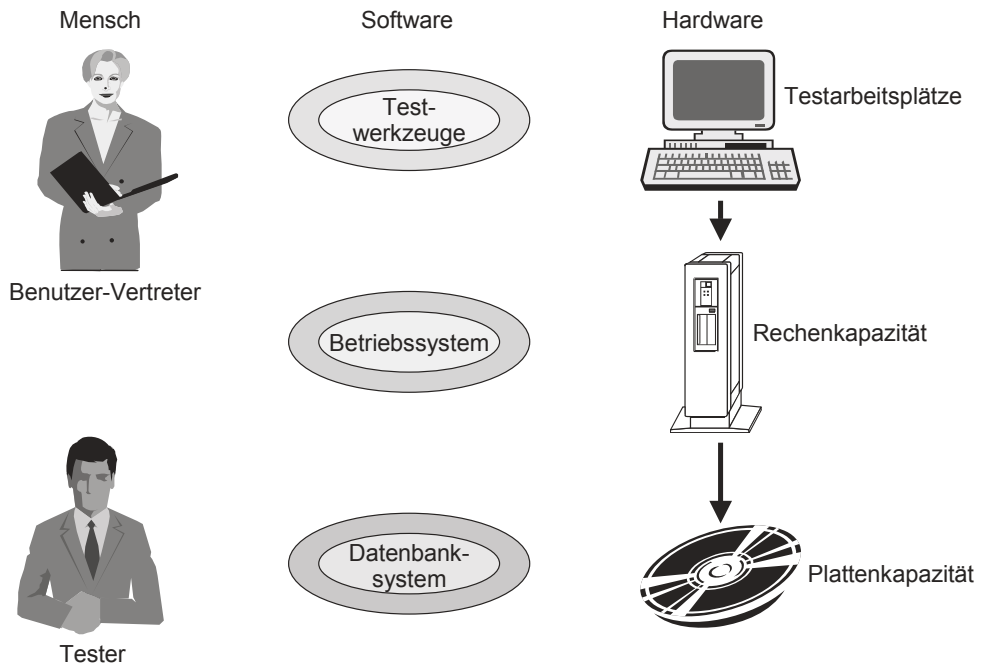 Mensch
Software
Hardware
Test-
werkzeuge
Testarbeitsplätze
Benutzer-Vertreter
Betriebssystem
Rechenkapazität
Datenbank-
system
Plattenkapazität
Tester